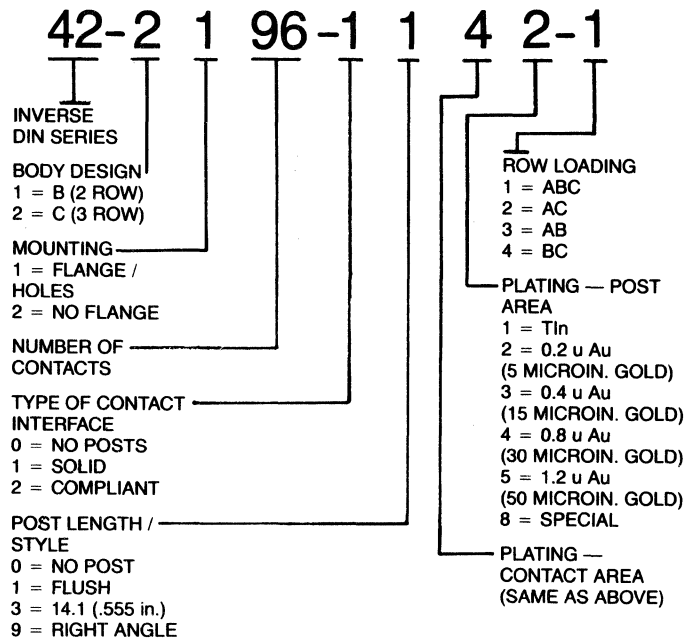 42-2 1 96-1 1 4 2-1
INVERSE
DIN SERIES
BODY DESIGN
1 = B (2 ROW)
2 = C (3 ROW)
MOUNTING
1 = FLANGE /
HOLES
2 = NO FLANGE
NUMBER OF
CONTACTS
TYPE OF CONTACT
INTERFACE
0 = NO POSTS
1 = SOLID
2 = COMPLIANT
POST LENGTH /
STYLE
0 = NO POST
1 = FLUSH
3 = 14.1 (.555 in.)
9 = RIGHT ANGLE
ROW LOADING
1 = ABC
2 = AC
3 = AB
4 = BC
PLATING — POST
AREA
1 = TIn
2 = 0.2 u Au
(5 MICROIN. GOLD)
3 = 0.4 u Au
(15 MICROIN. GOLD)
4 = 0.8 u Au
(30 MICROIN. GOLD)
5 = 1.2 u Au
(50 MICROIN. GOLD)
8 = SPECIAL
PLATING —
CONTACT AREA
(SAME AS ABOVE)